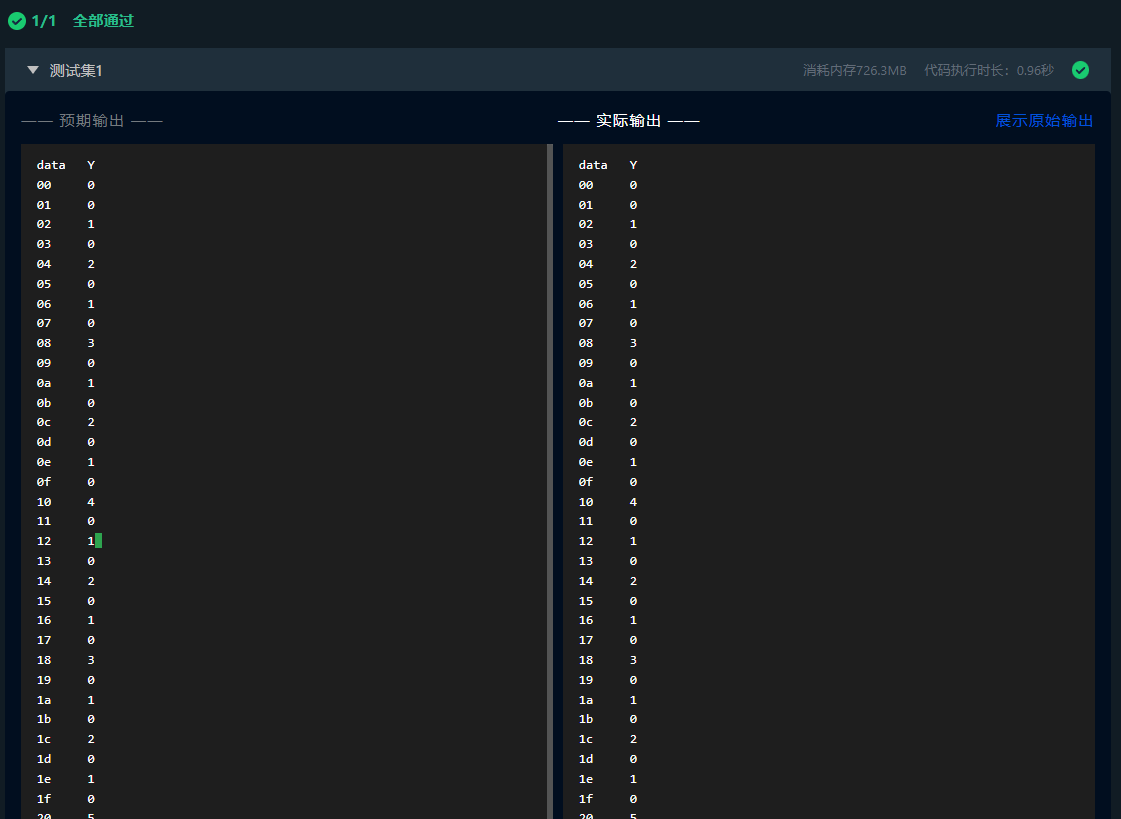 1/1 全部通过
测试集1 消耗内存726.3MB 代码执行时长：0.96秒
—— 预期输出 —— —— 实际输出 —— 展示原始输出
data Y data Y
00 0 00 0
01 0 01 0
02 1 02 1
03 0 03 0
04 2 04 2
05 0 05 0
06 1 06 1
07 0 07 0
08 3 08 3
09 0 09 0
0a 1 0a 1
0b 0 0b 0
0c 2 0c 2
0d 0 0d 0
0e 1 0e 1
0f 0 0f 0
10 4 10 4
11 0 11 0
12 1 12 1
13 0 13 0
14 2 14 2
15 0 15 0
16 1 16 1
17 0 17 0
18 3 18 3
19 0 19 0
1a 1 1a 1
1b 0 1b 0
1c 2 1c 2
1d 0 1d 0
1e 1 1e 1
1f 0 1f 0
20 5 20 5